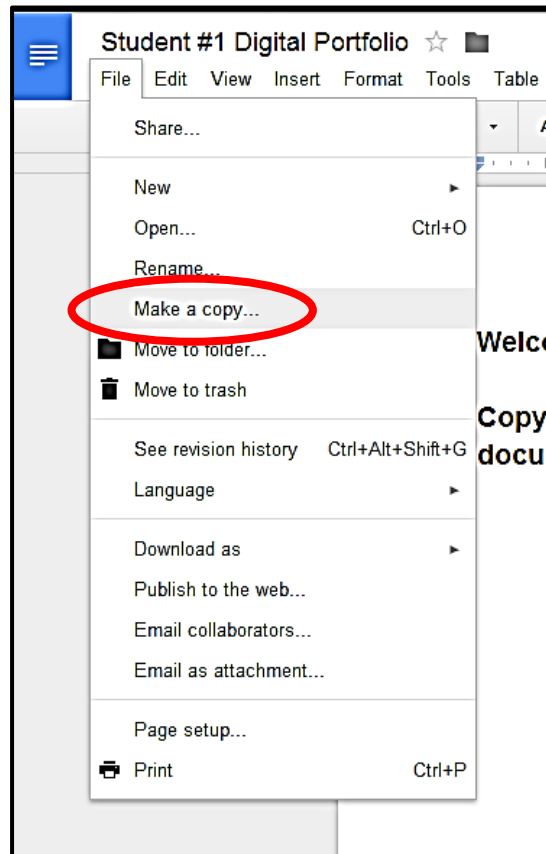 Student #1 Digital Portfolio
File Edit View Insert Format Tools Table
Share...
New
Open... Ctrl+O
Rename...
Make a copy...
Move to folder...
Welc
Move to trash
Copy
See revision history Ctrl+Alt+Shift+G
docu
Language
Download as
Publish to the web...
Email collaborators...
Email as attachment...
Page setup...
Print Ctrl+P